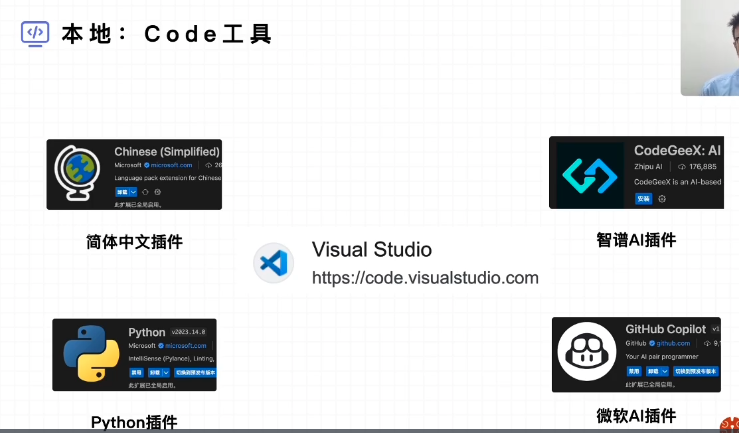 本地：Code工具
Chinese (Simplified)
Microsoft microsoft.com
Language pack extension for Chinese
卸载
此扩展已全局启用。
简体中文插件
CodeGeeX: AI
Zhipu AI 176,885
CodeGeeX is an AI-based
安装
智谱AI插件
Visual Studio
https://code.visualstudio.com
Python v2023.14.0
Microsoft microsoft.com
IntelliSense (Pylance), Linting,
禁用 卸载 切换到预发布版本
此扩展已全局启用。
Python插件
GitHub Copilot v1
GitHub github.com 9,
Your AI pair programmer
禁用 卸载 切换到预发布版本
此扩展已全局启用。
微软AI插件